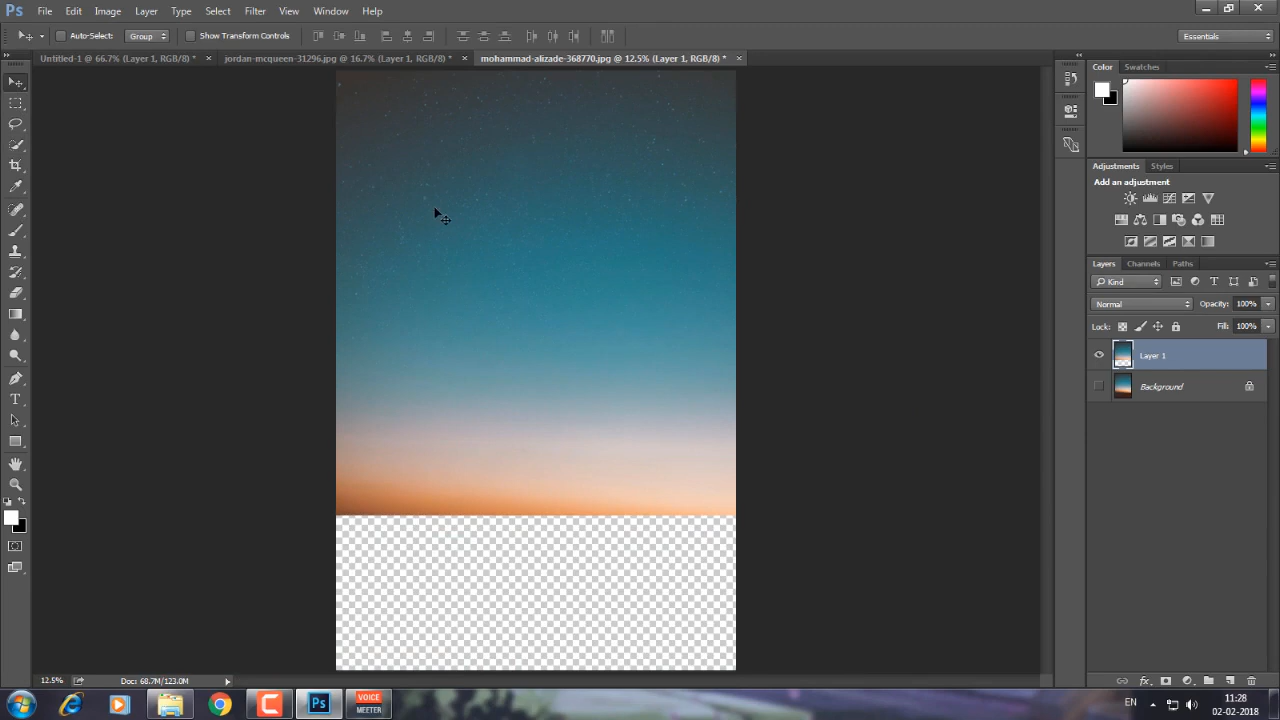 Ps File Edit Image Layer Type Select Filter View Window Help
Auto-Select: Group Show Transform Controls Essentials
Untitled-1 @ 66.7% (Layer 1, RGB/8) * × jordan-mcqueen-31296.jpg @ 16.7% (Layer 1, RGB/8) * × mohammad-alizade-368770.jpg @ 12.5% (Layer 1, RGB/8) * ×
Color Swatches
Adjustments Styles
Add an adjustment
Layers Channels Paths
Kind
Normal Opacity: 100%
Lock: Fill: 100%
Layer 1
Background
12.5% Doc: 68.7M/123.0M
Ps VOICE MEETER EN 11:28
02-02-2018